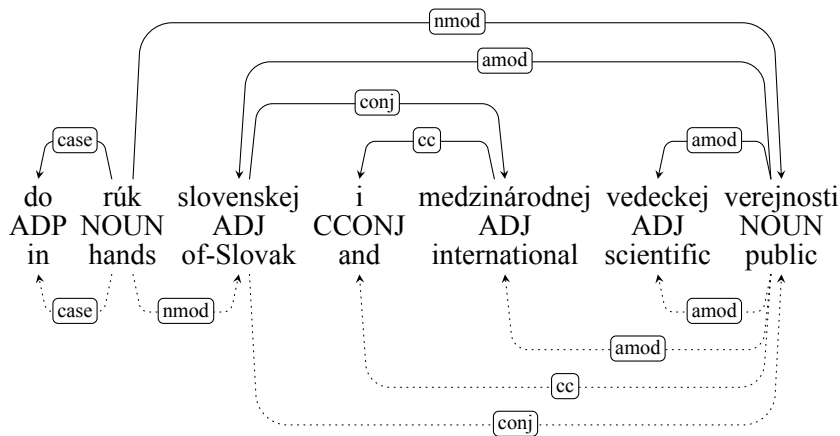 nmod
amod
conj
case cc amod
do rúk slovenskej i medzinárodnej vedeckej verejnosti
ADP NOUN ADJ CCONJ ADJ ADJ NOUN
in hands of-Slovak and international scientific public
case nmod amod
amod
cc
conj